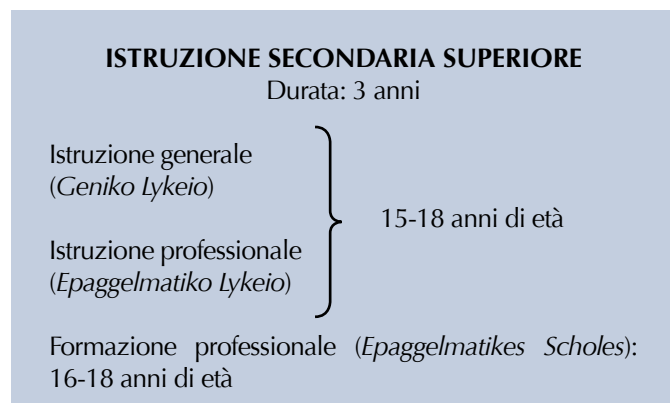 ISTRUZIONE SECONDARIA SUPERIORE
Durata: 3 anni
Istruzione generale
(Geniko Lykeio)
15-18 anni di età
Istruzione professionale
(Epaggelmatiko Lykeio)
Formazione professionale (Epaggelmatikes Scholes):
16-18 anni di età